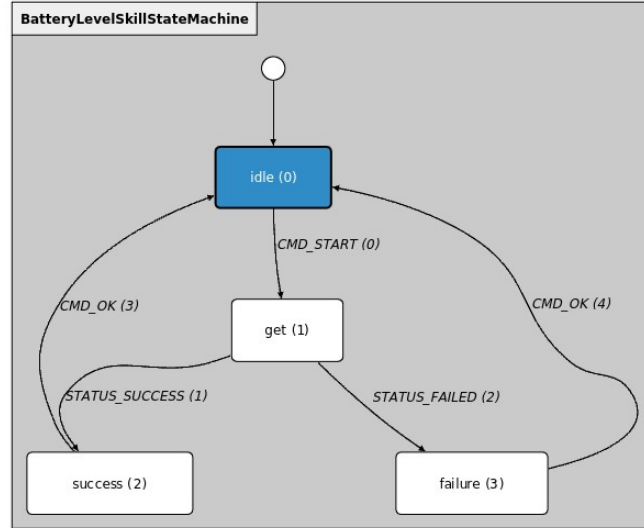 BatteryLevelSkillStateMachine
idle (0)
CMD_START (0)
CMD_OK (3)
CMD_OK (4)
get (1)
STATUS_SUCCESS (1)
STATUS_FAILED (2)
success (2)
failure (3)